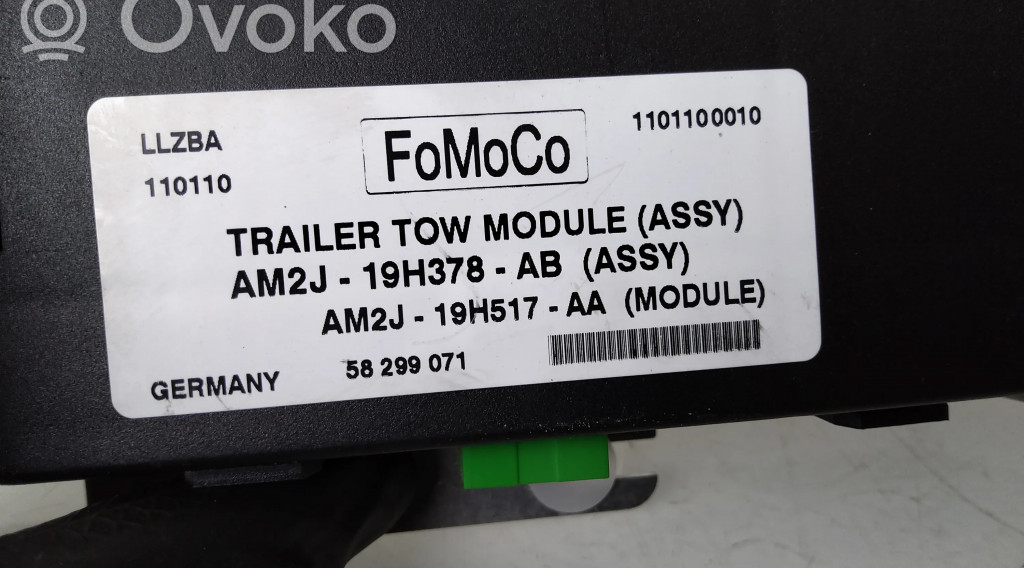 Ovoko
LLZBA
FoMoCo
1101100010
110110
TRAILER TOW MODULE (ASSY)
AM2J - 19H378 - AB (ASSY)
AM2J - 19H517 - AA (MODULE)
58 299 071
GERMANY